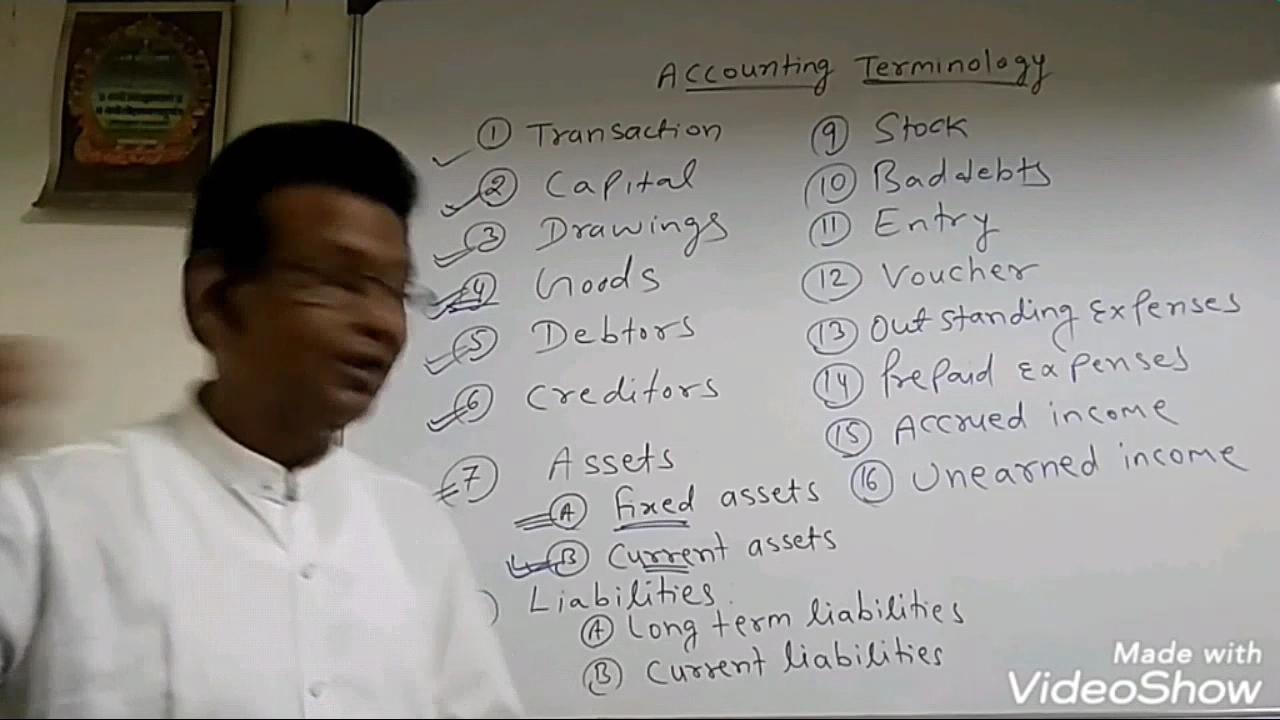 Accounting Terminology
① Transaction
② Capital
③ Drawings
④ Goods
⑤ Debtors
⑥ Creditors
⑦ Assets
Ⓐ Fixed assets
Ⓑ Current assets
Liabilities
Ⓐ Long term liabilities
Ⓑ Current liabilities
⑨ Stock
⑩ Bad debts
⑪ Entry
⑫ Voucher
⑬ Outstanding Expenses
⑭ Prepaid Expenses
⑮ Accrued income
⑯ Unearned income
Made with
VideoShow